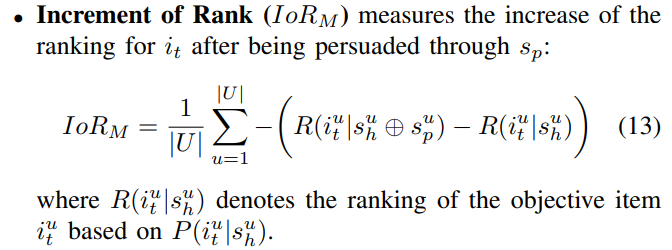 • Increment of Rank (IoR_M) measures the increase of the
ranking for i_t after being persuaded through s_p:
IoR_M = \frac{1}{|U|} \sum_{u=1}^{|U|} -\left( R(i_t^u|s_h^u ⊕ s_p^u) − R(i_t^u|s_h^u) \right) (13)
where R(i_t^u|s_h^u) denotes the ranking of the objective item
i_t^u based on P(i_t^u|s_h^u).